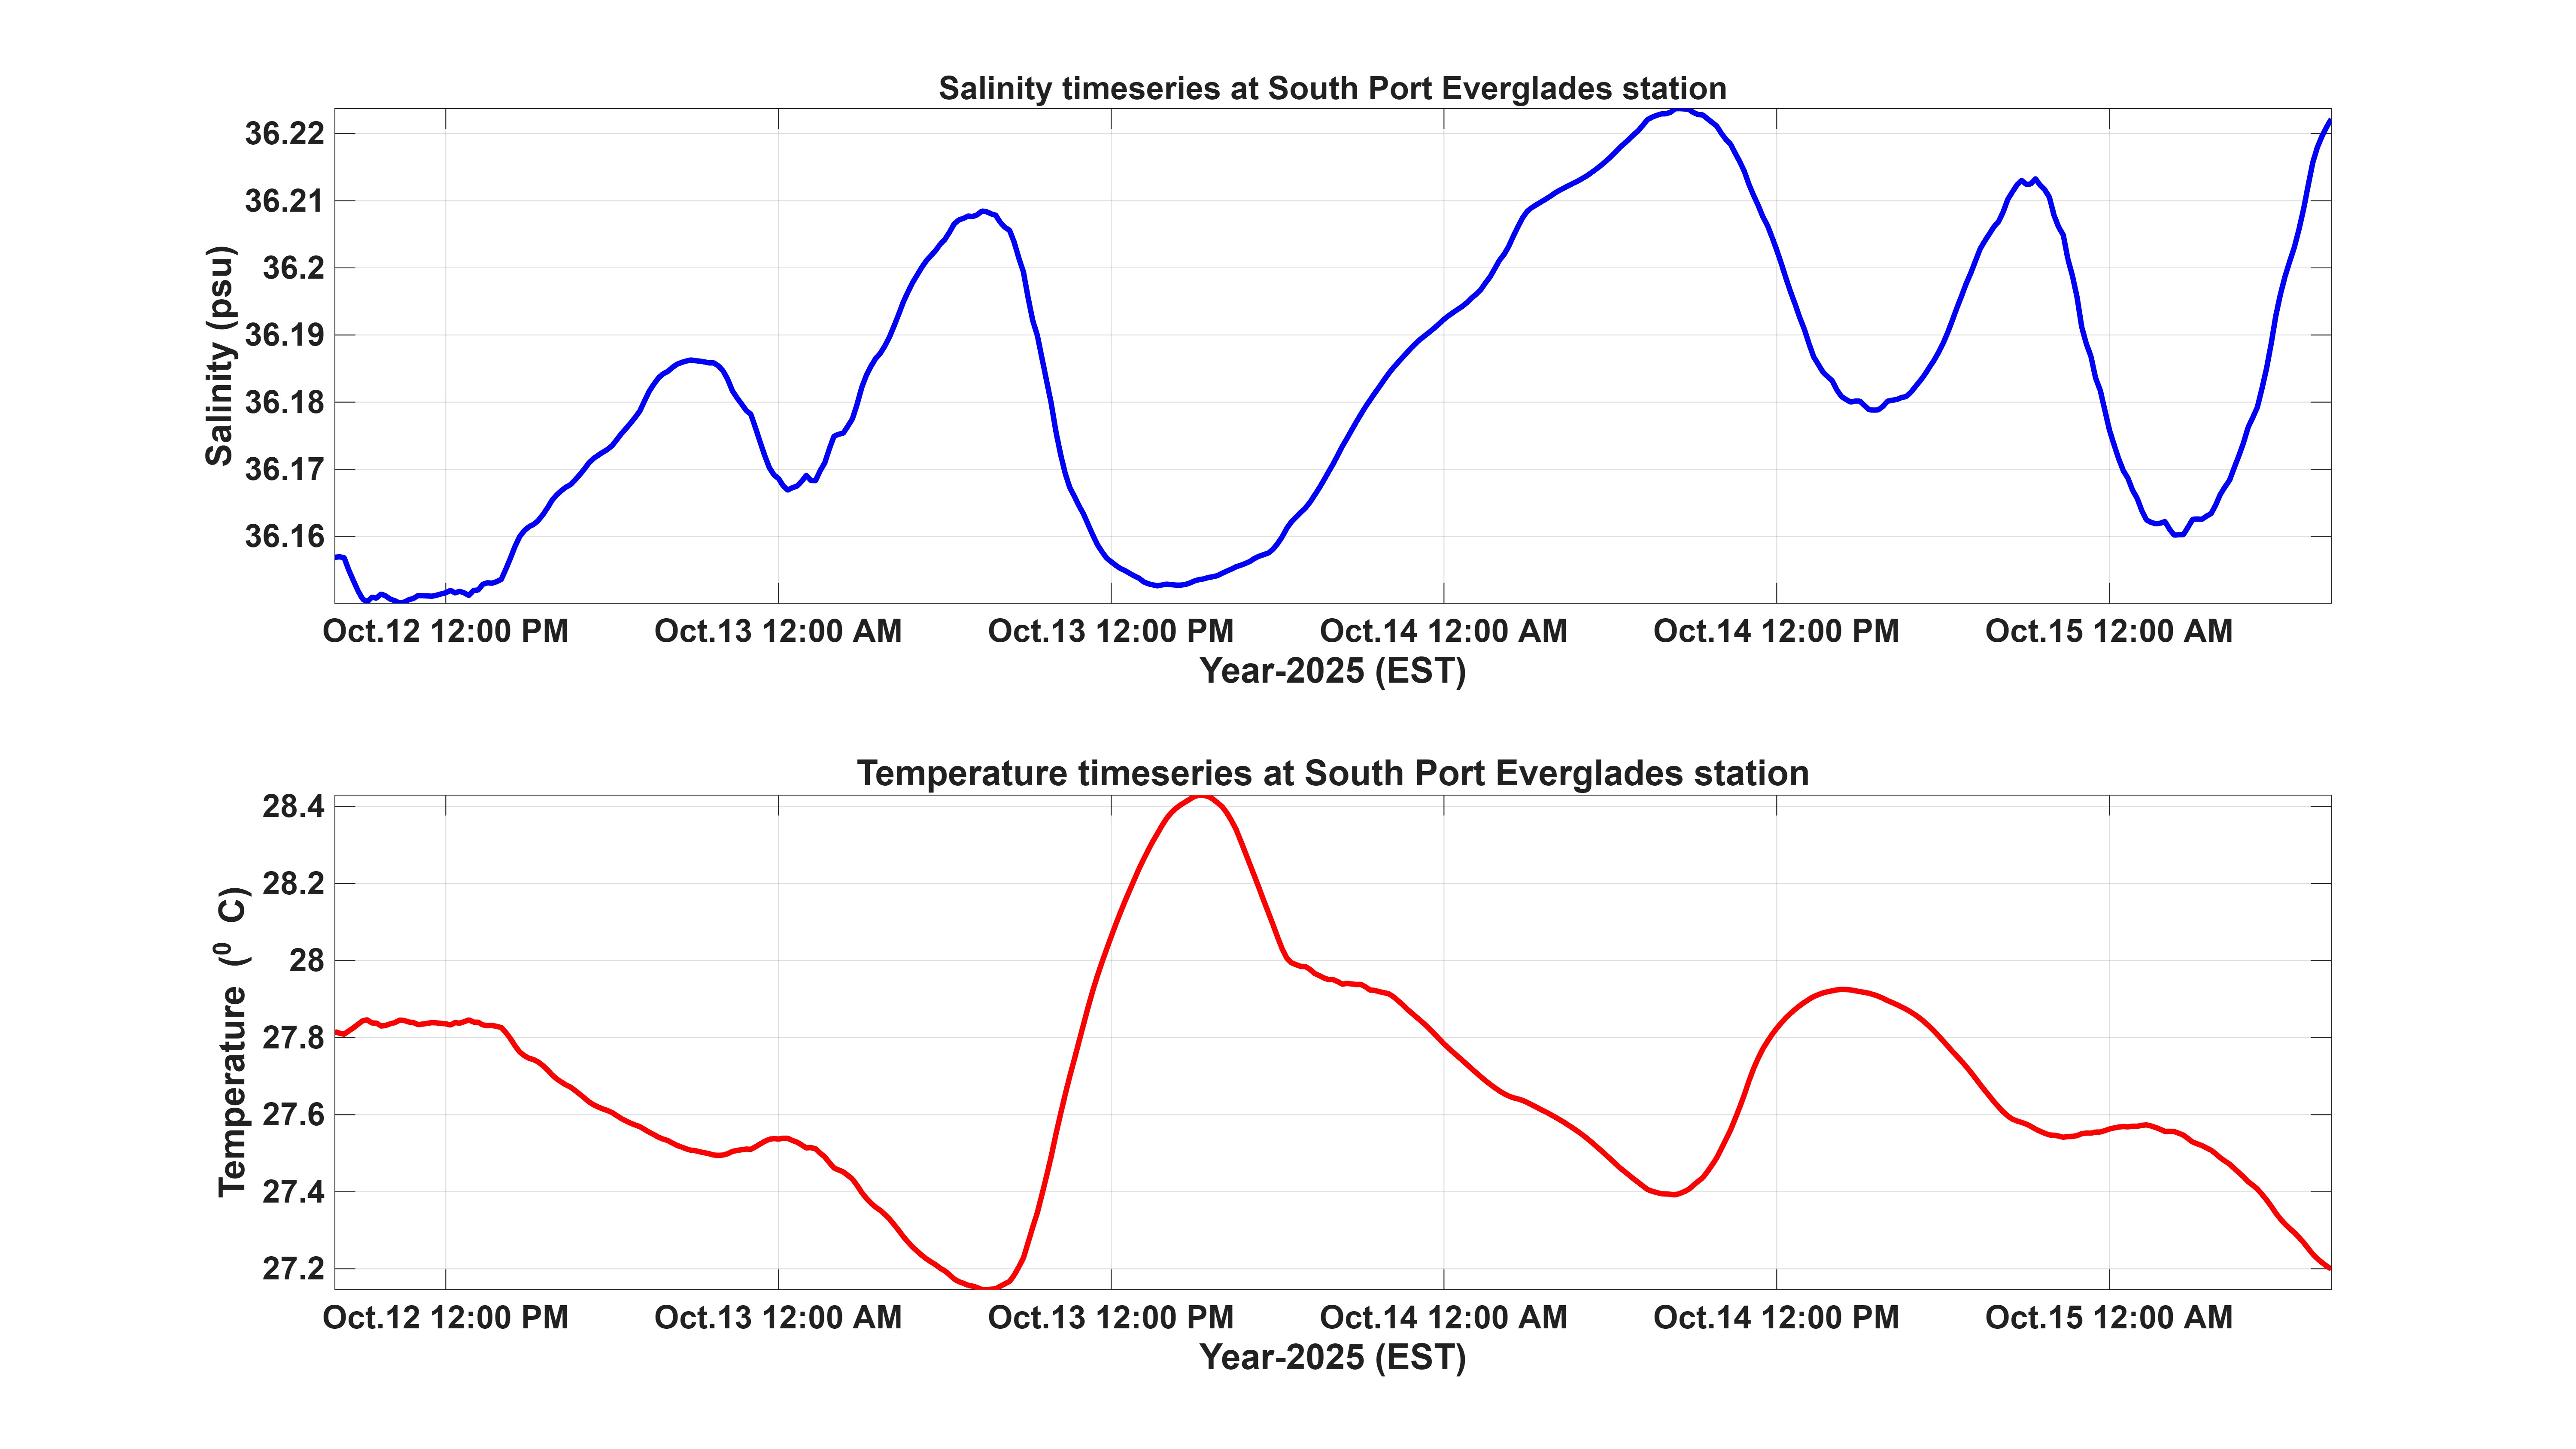 Salinity timeseries at South Port Everglades station
Salinity (psu)
36.22
36.21
36.2
36.19
36.18
36.17
36.16
Oct.12 12:00 PM Oct.13 12:00 AM Oct.13 12:00 PM Oct.14 12:00 AM Oct.14 12:00 PM Oct.15 12:00 AM
Year-2025 (EST)
Temperature timeseries at South Port Everglades station
Temperature (⁰ C)
28.4
28.2
28
27.8
27.6
27.4
27.2
Oct.12 12:00 PM Oct.13 12:00 AM Oct.13 12:00 PM Oct.14 12:00 AM Oct.14 12:00 PM Oct.15 12:00 AM
Year-2025 (EST)